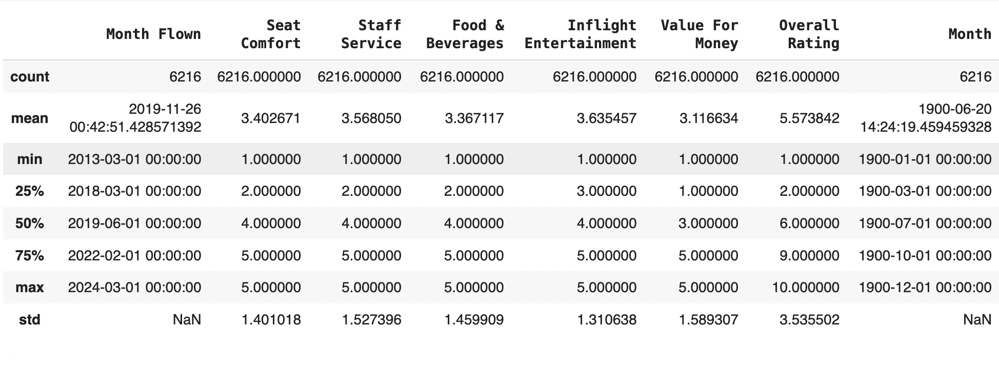 Month Flown Seat Comfort Staff Service Food & Beverages Inflight Entertainment Value For Money Overall Rating Month
count 6216 6216.000000 6216.000000 6216.000000 6216.000000 6216.000000 6216.000000 6216
mean 2019-11-26 00:42:51.428571392 3.402671 3.568050 3.367117 3.635457 3.116634 5.573842 1900-06-20 14:24:19.459459328
min 2013-03-01 00:00:00 1.000000 1.000000 1.000000 1.000000 1.000000 1.000000 1900-01-01 00:00:00
25% 2018-03-01 00:00:00 2.000000 2.000000 2.000000 3.000000 1.000000 2.000000 1900-03-01 00:00:00
50% 2019-06-01 00:00:00 4.000000 4.000000 4.000000 4.000000 3.000000 6.000000 1900-07-01 00:00:00
75% 2022-02-01 00:00:00 5.000000 5.000000 5.000000 5.000000 5.000000 9.000000 1900-10-01 00:00:00
max 2024-03-01 00:00:00 5.000000 5.000000 5.000000 5.000000 5.000000 10.000000 1900-12-01 00:00:00
std NaN 1.401018 1.527396 1.459909 1.310638 1.589307 3.535502 NaN